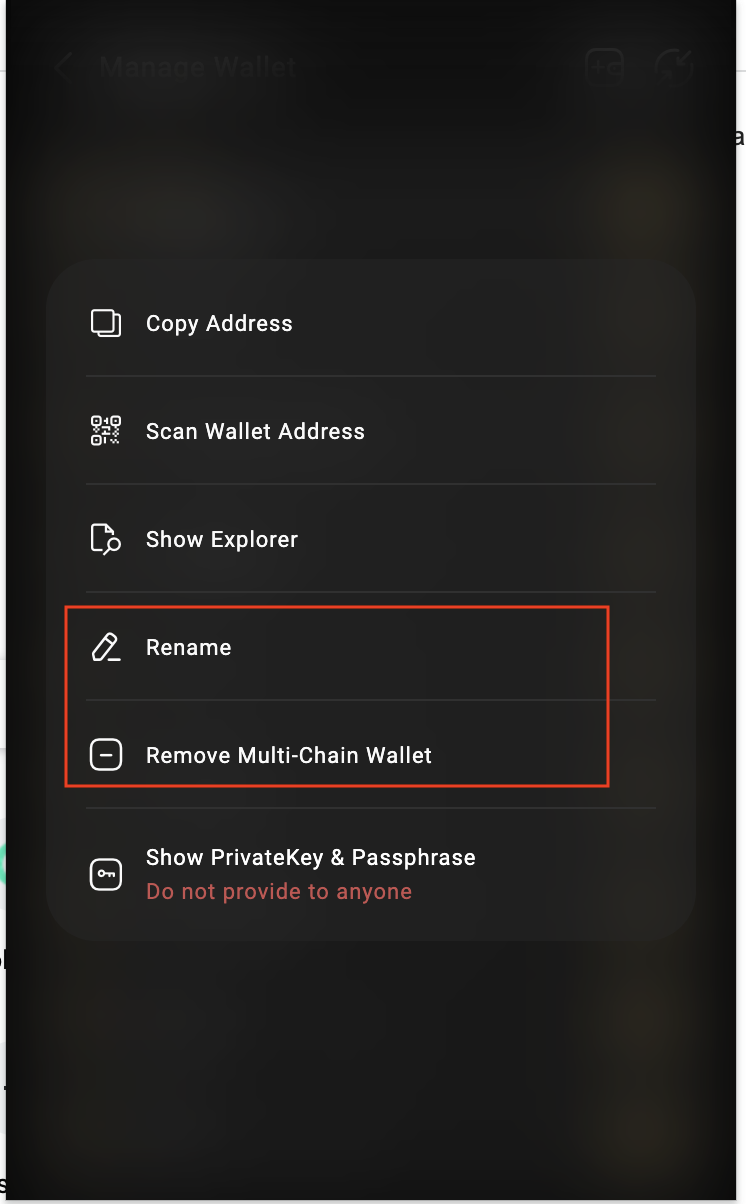 Manage Wallet
Copy Address
Scan Wallet Address
Show Explorer
Rename
Remove Multi-Chain Wallet
Show PrivateKey & Passphrase
Do not provide to anyone